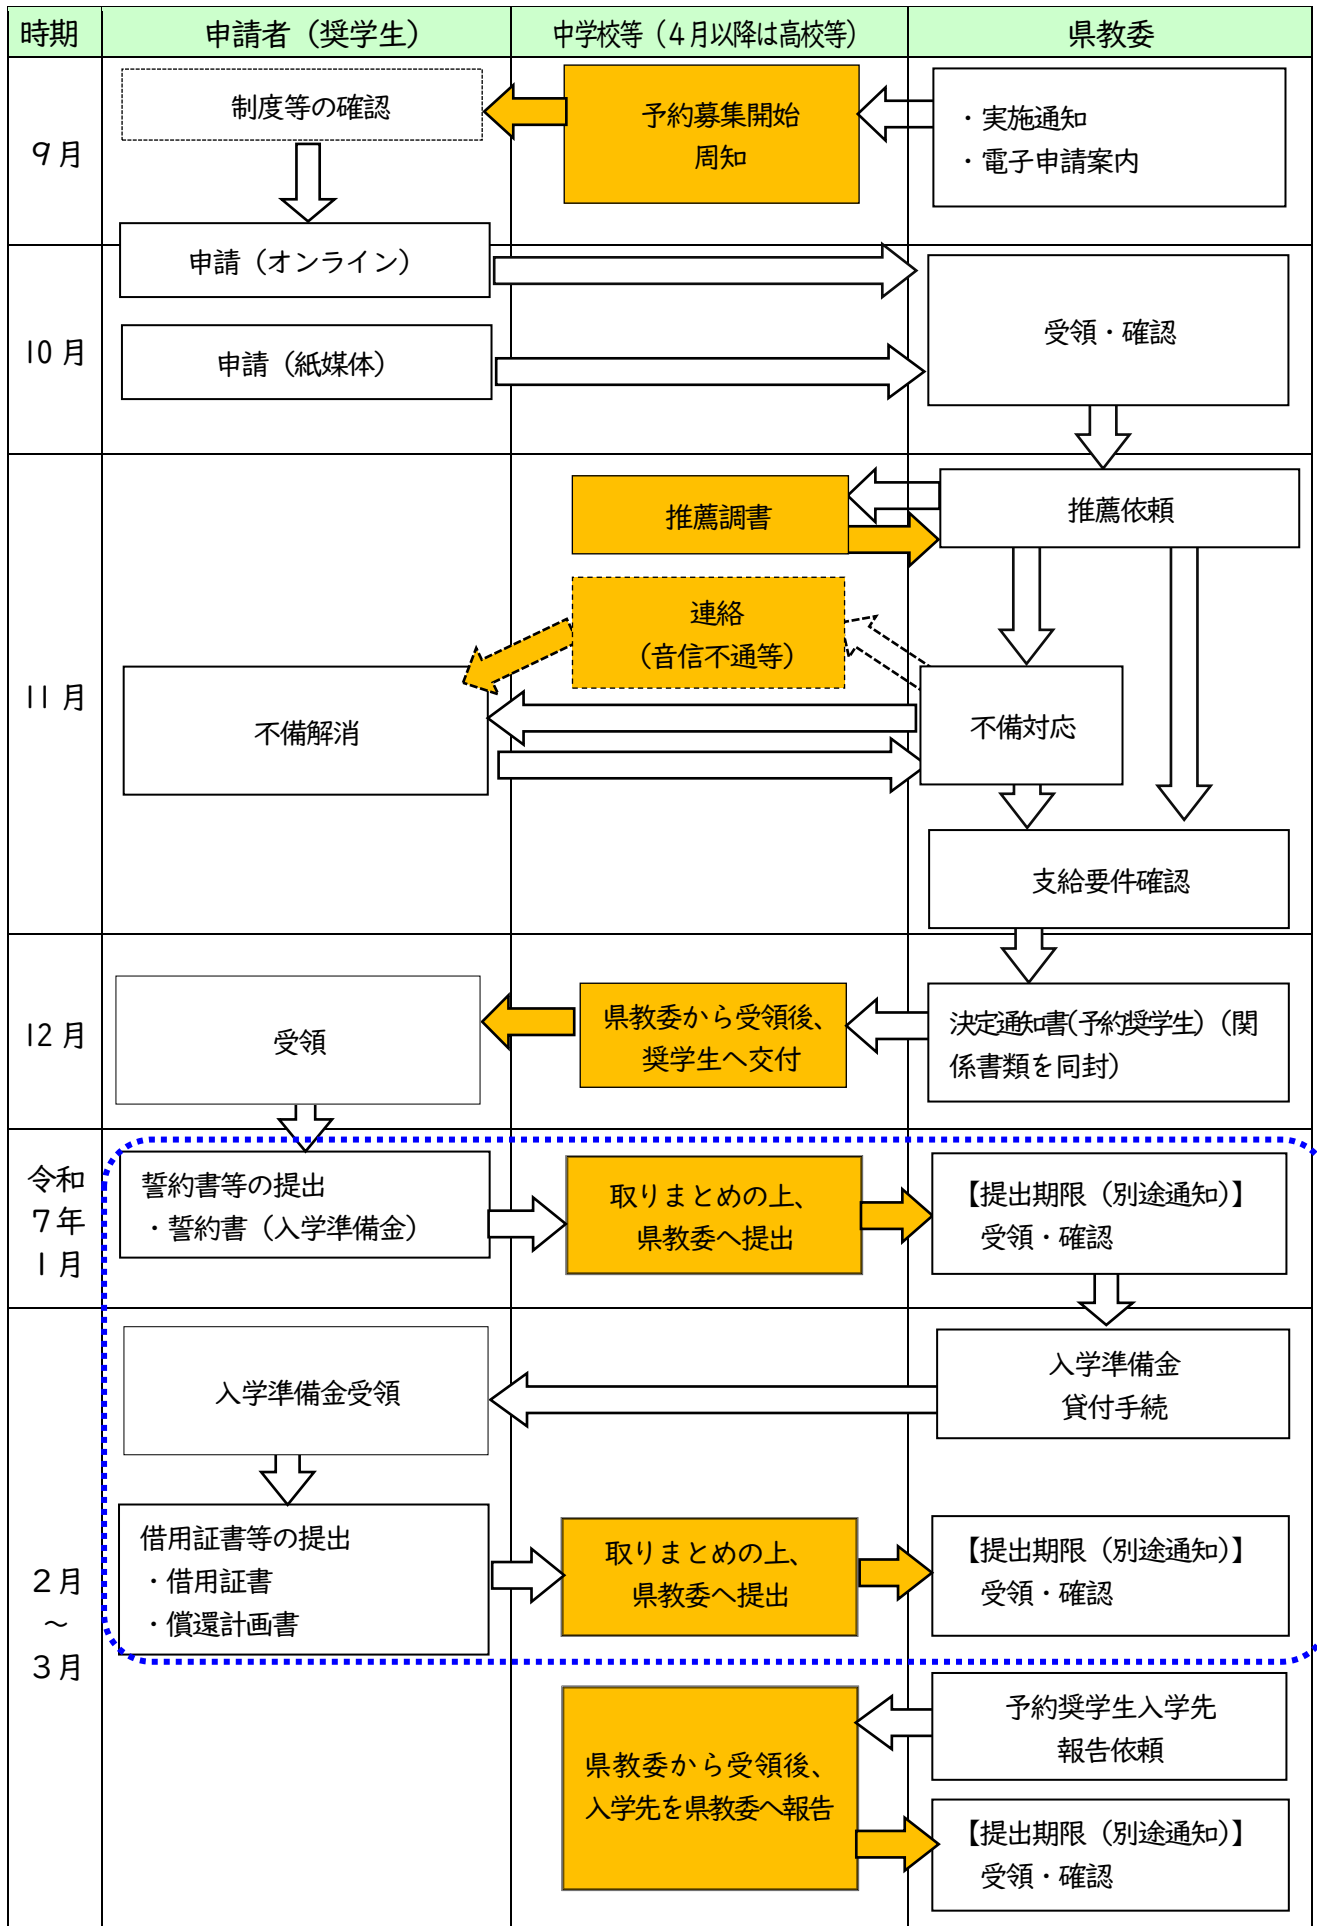 時期
申請者（奨学生）
中学校等（４月以降は高校等）
県教委
９月
制度等の確認
予約募集開始
周知
・実施通知
・電子申請案内
申請（オンライン）
10月
申請（紙媒体）
受領・確認
11月
推薦調書
推薦依頼
連絡
（音信不通等）
不備解消
不備対応
支給要件確認
12月
受領
県教委から受領後、
奨学生へ交付
決定通知書(予約奨学生)（関
係書類を同封）
令和
７年
１月
誓約書等の提出
・誓約書（入学準備金）
取りまとめの上、
県教委へ提出
【提出期限（別途通知）】
受領・確認
２月
～
３月
入学準備金受領
入学準備金
貸付手続
借用証書等の提出
・借用証書
・償還計画書
取りまとめの上、
県教委へ提出
【提出期限（別途通知）】
受領・確認
県教委から受領後、
入学先を県教委へ報告
予約奨学生入学先
報告依頼
【提出期限（別途通知）】
受領・確認